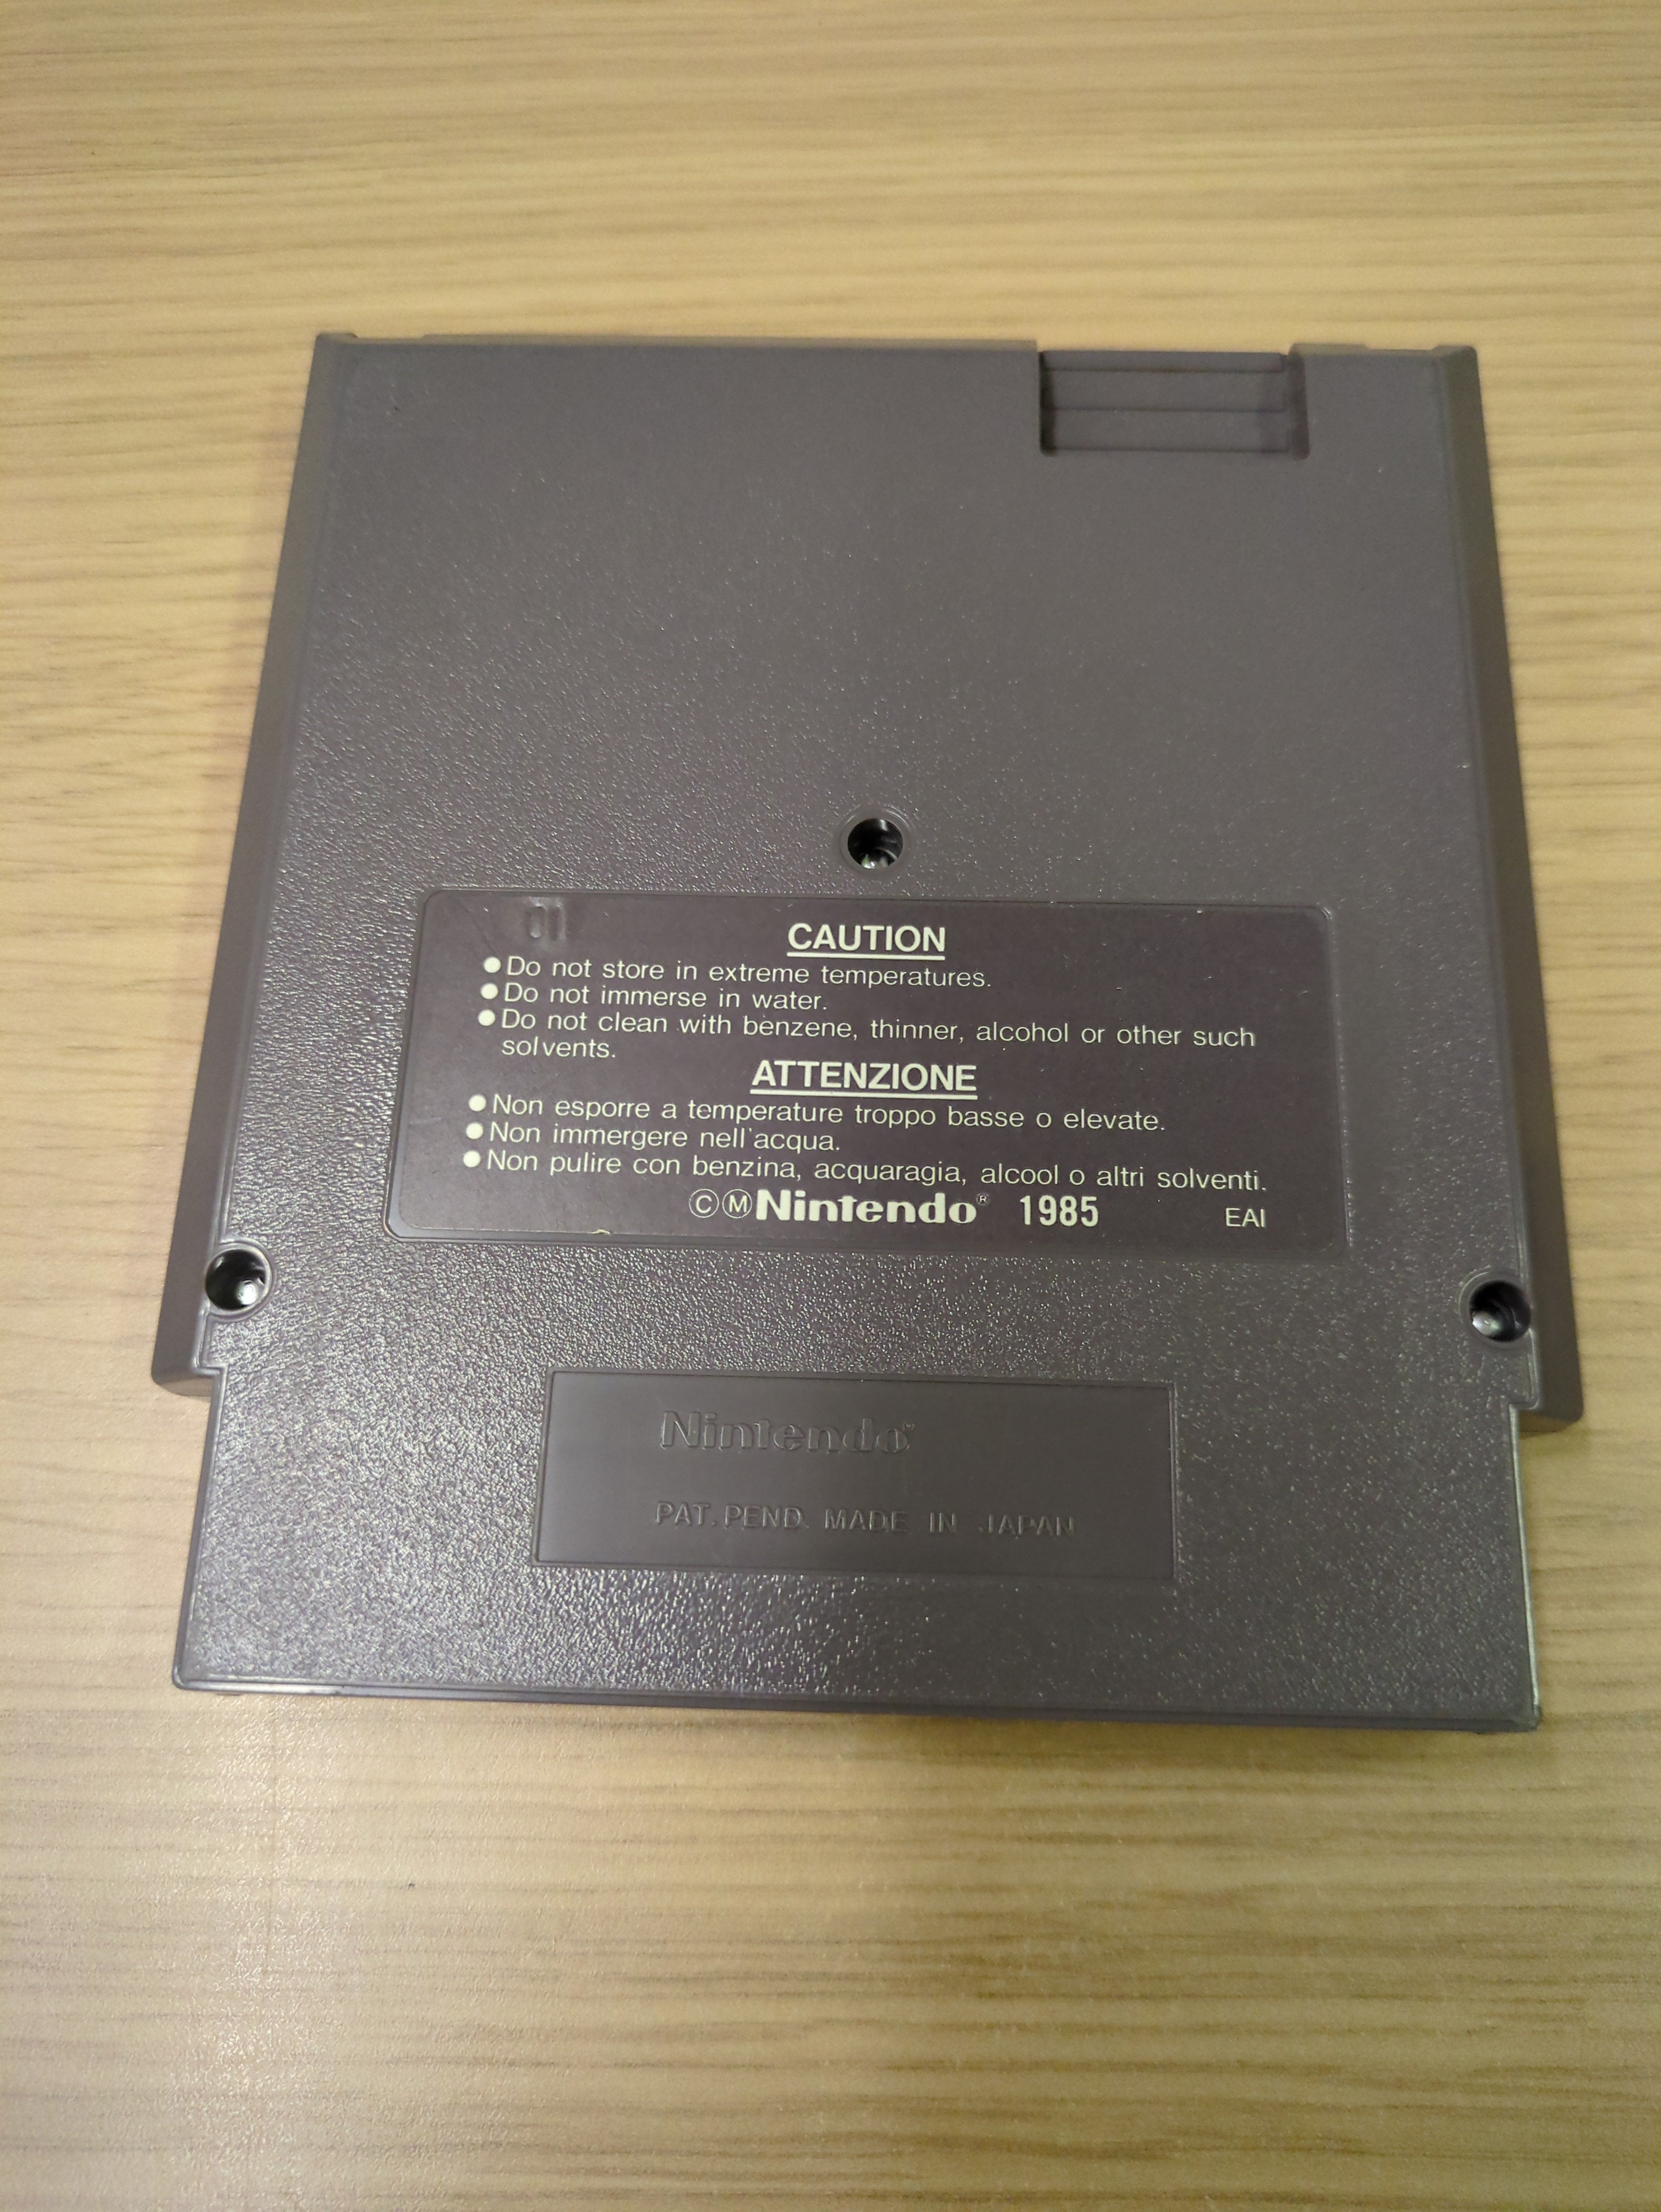 01
CAUTION
●Do not store in extreme temperatures.
●Do not immerse in water.
●Do not clean with benzene, thinner, alcohol or other such
solvents.
ATTENZIONE
●Non esporre a temperature troppo basse o elevate.
●Non immergere nell'acqua.
●Non pulire con benzina, acquaragia, alcool o altri solventi.
ⒸⓂNintendo® 1985 EAI
Nintendo®
PAT. PEND. MADE IN JAPAN